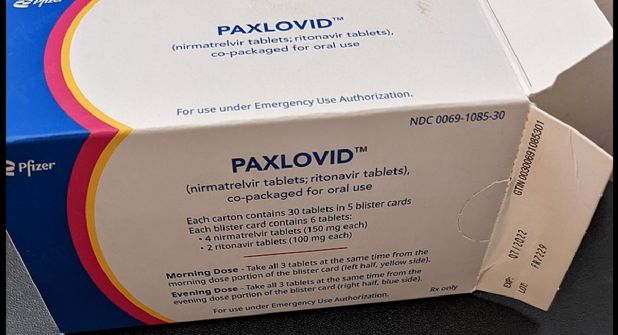 Pfizer
PAXLOVID™
(nirmatrelvir tablets; ritonavir tablets),
co-packaged for oral use
For use under Emergency Use Authorization.
NDC 0069-1085-30
Pfizer
PAXLOVID™
(nirmatrelvir tablets; ritonavir tablets),
co-packaged for oral use
Each carton contains 30 tablets in 5 blister cards
Each blister card contains 6 tablets:
• 4 nirmatrelvir tablets (150 mg each)
• 2 ritonavir tablets (100 mg each)
Morning Dose - Take all 3 tablets at the same time from the
morning dose portion of the blister card (left half, yellow side).
Evening Dose - Take all 3 tablets at the same time from the
evening dose portion of the blister card (right half, blue side).
For use under Emergency Use Authorization.
Rx only
GTIN 00300691085301
EXP: 07/2022
LOT: FR7229